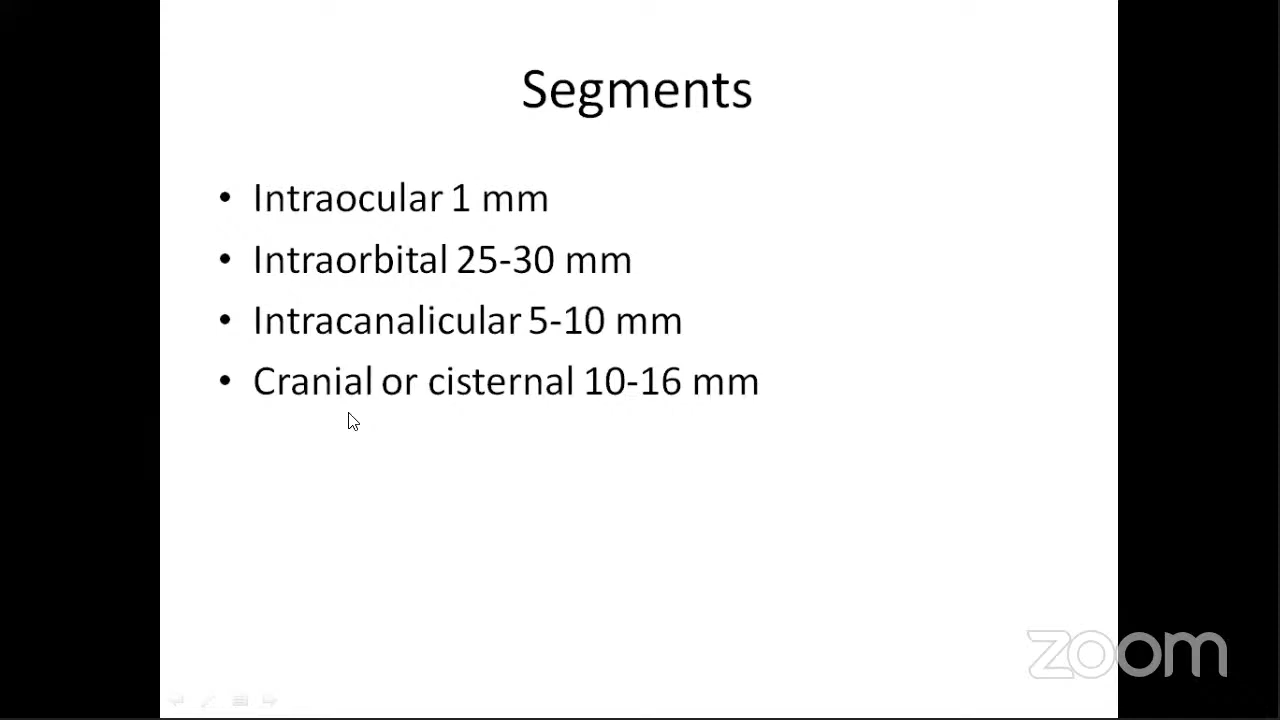 Segments
• Intraocular 1 mm
• Intraorbital 25-30 mm
• Intracanalicular 5-10 mm
• Cranial or cisternal 10-16 mm
zoom